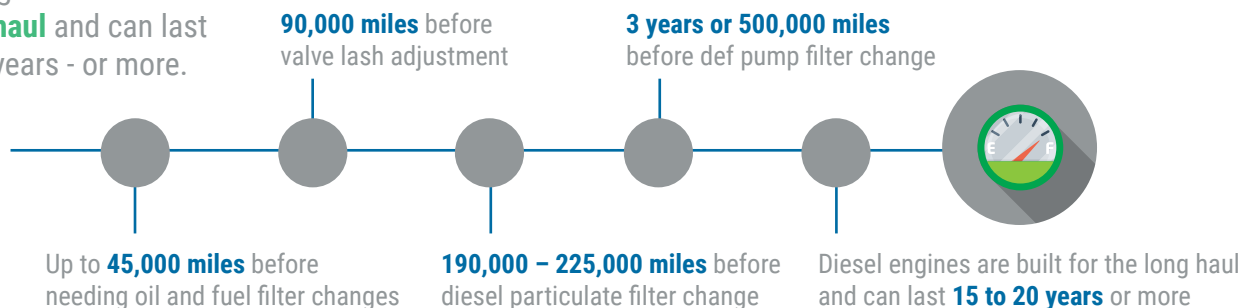 haul and can last
years - or more.
90,000 miles before
valve lash adjustment
3 years or 500,000 miles
before def pump filter change
E F
Up to 45,000 miles before
needing oil and fuel filter changes
190,000 – 225,000 miles before
diesel particulate filter change
Diesel engines are built for the long haul
and can last 15 to 20 years or more